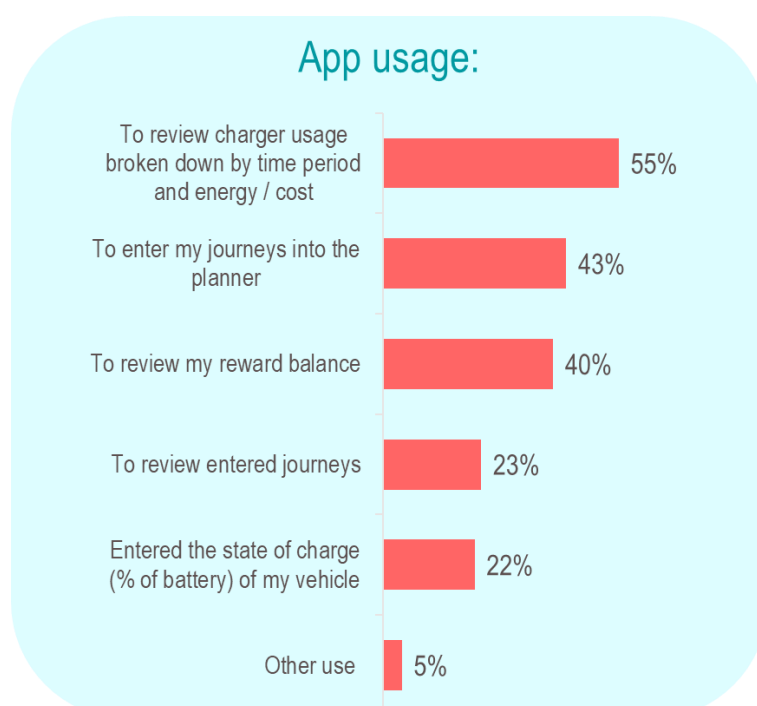 App usage:
To review charger usage
broken down by time period
and energy / cost
55%
To enter my journeys into the
planner
43%
To review my reward balance
40%
To review entered journeys
23%
Entered the state of charge
(% of battery) of my vehicle
22%
Other use
5%